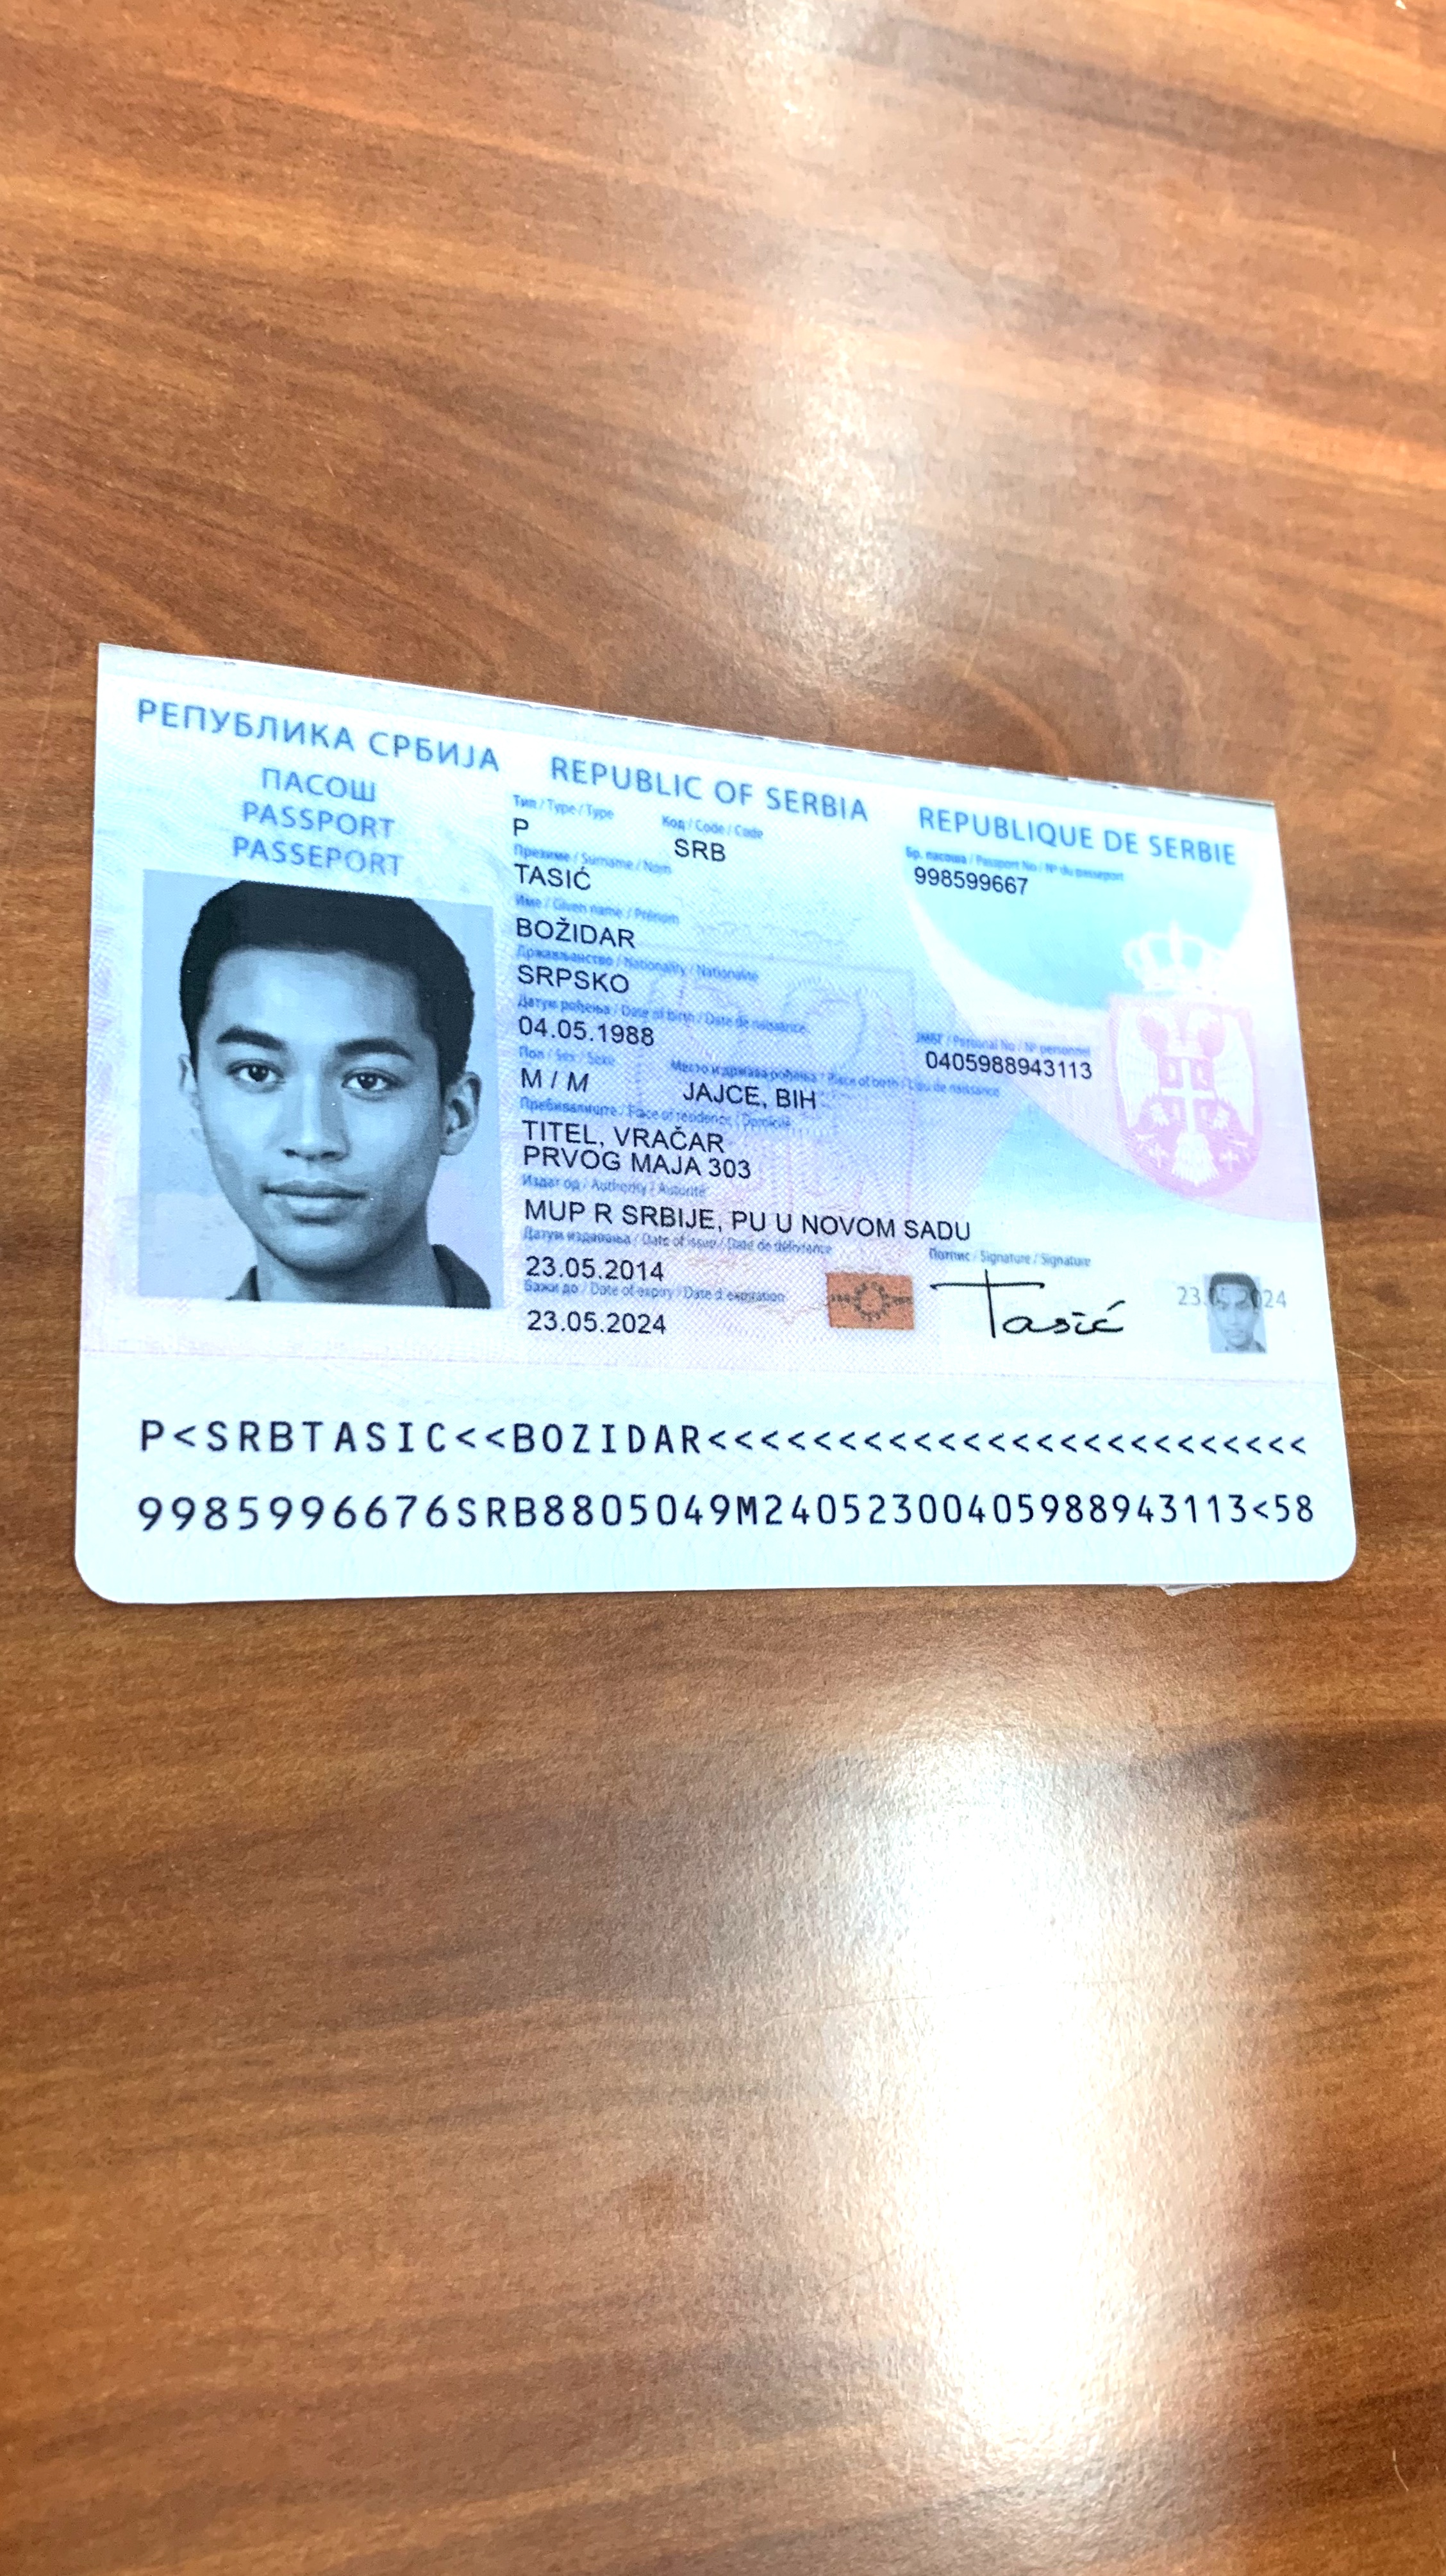 РЕПУБЛИКА СРБИЈА REPUBLIC OF SERBIA REPUBLIQUE DE SERBIE
ПАСОШ
PASSPORT
PASSEPORT
Тип / Type / Type Код / Code / Code Бр. пасоша / Passport No / Nº du passeport
P SRB 998599667
Презиме / Surname / Nom
TASIĆ
Име / Given name / Prénom
BOŽIDAR
Држављанство / Nationality / Nationalité
SRPSKO
Датум рођења / Date of birth / Date de naissance ЈМБГ / Personal No / Nº personnel
04.05.1988 0405988943113
Пол / Sex / Sexe Место и држава рођења / Place of birth / Lieu de naissance
M / M JAJCE, BIH
Пребивалиште / Place of residence / Domicile
TITEL, VRAČAR
PRVOG MAJA 303
Издат од / Authority / Autorité
MUP R SRBIJE, PU U NOVOM SADU
Датум издавања / Date of issue / Date de délivrance Потпис / Signature / Signature
23.05.2014
Важи до / Date of expiry / Date d'expiration
23.05.2024
Tasić
P<SRBTASIC<<BOZIDAR<<<<<<<<<<<<<<<<<<<<<<<<<
9985996676SRB8805049M24052300405988943113<58